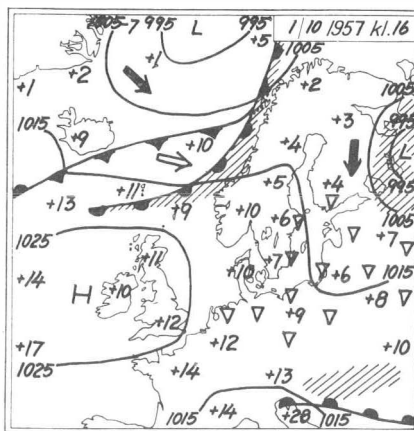 1005 -7 L 995 995 1/10 1957 kl.16
+5
+1 1005
+2 +2
+1 1005
+3 995
+9 +10 +4
1015 L
+11° +5 +4 995
+13 +9 +10 +6 1005
1025 +7
+11 +7
+14 H +10 +10 +6 1015
+8
+12 +9
+17 +12 +10
1025 +14
+13
1015 +14 +28 1015